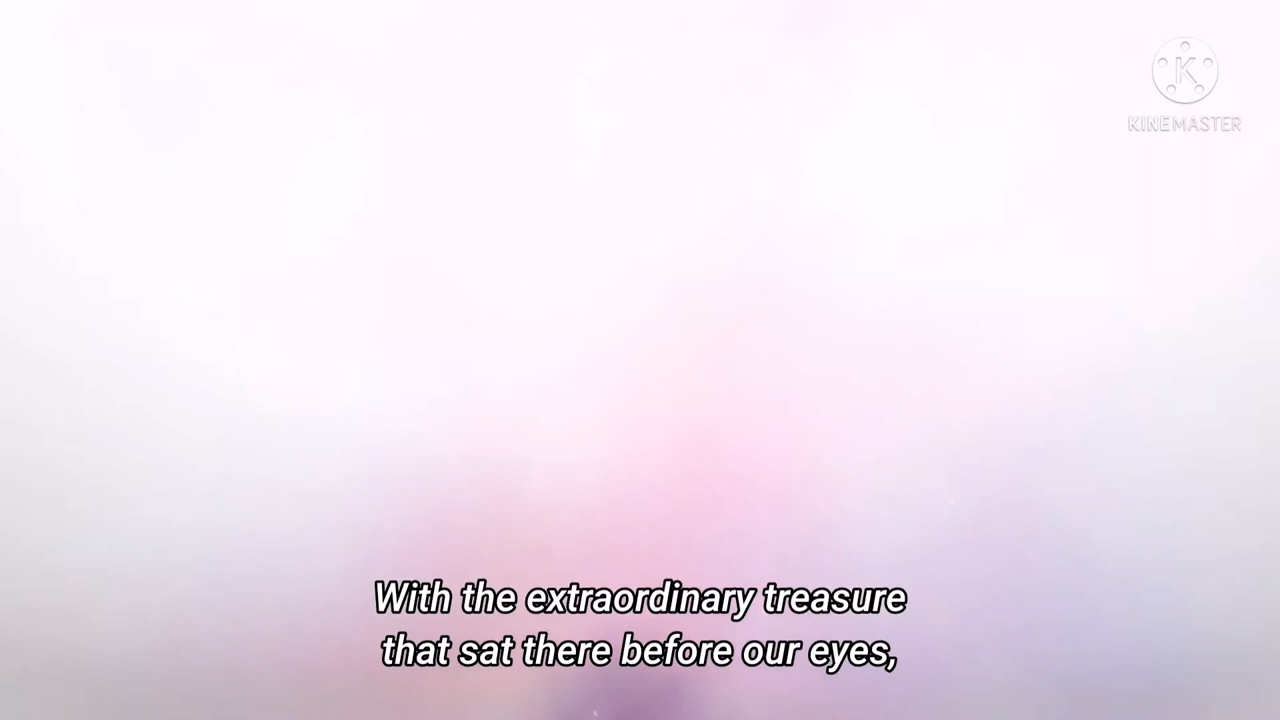 KINEMASTER
With the extraordinary treasure
that sat there before our eyes,